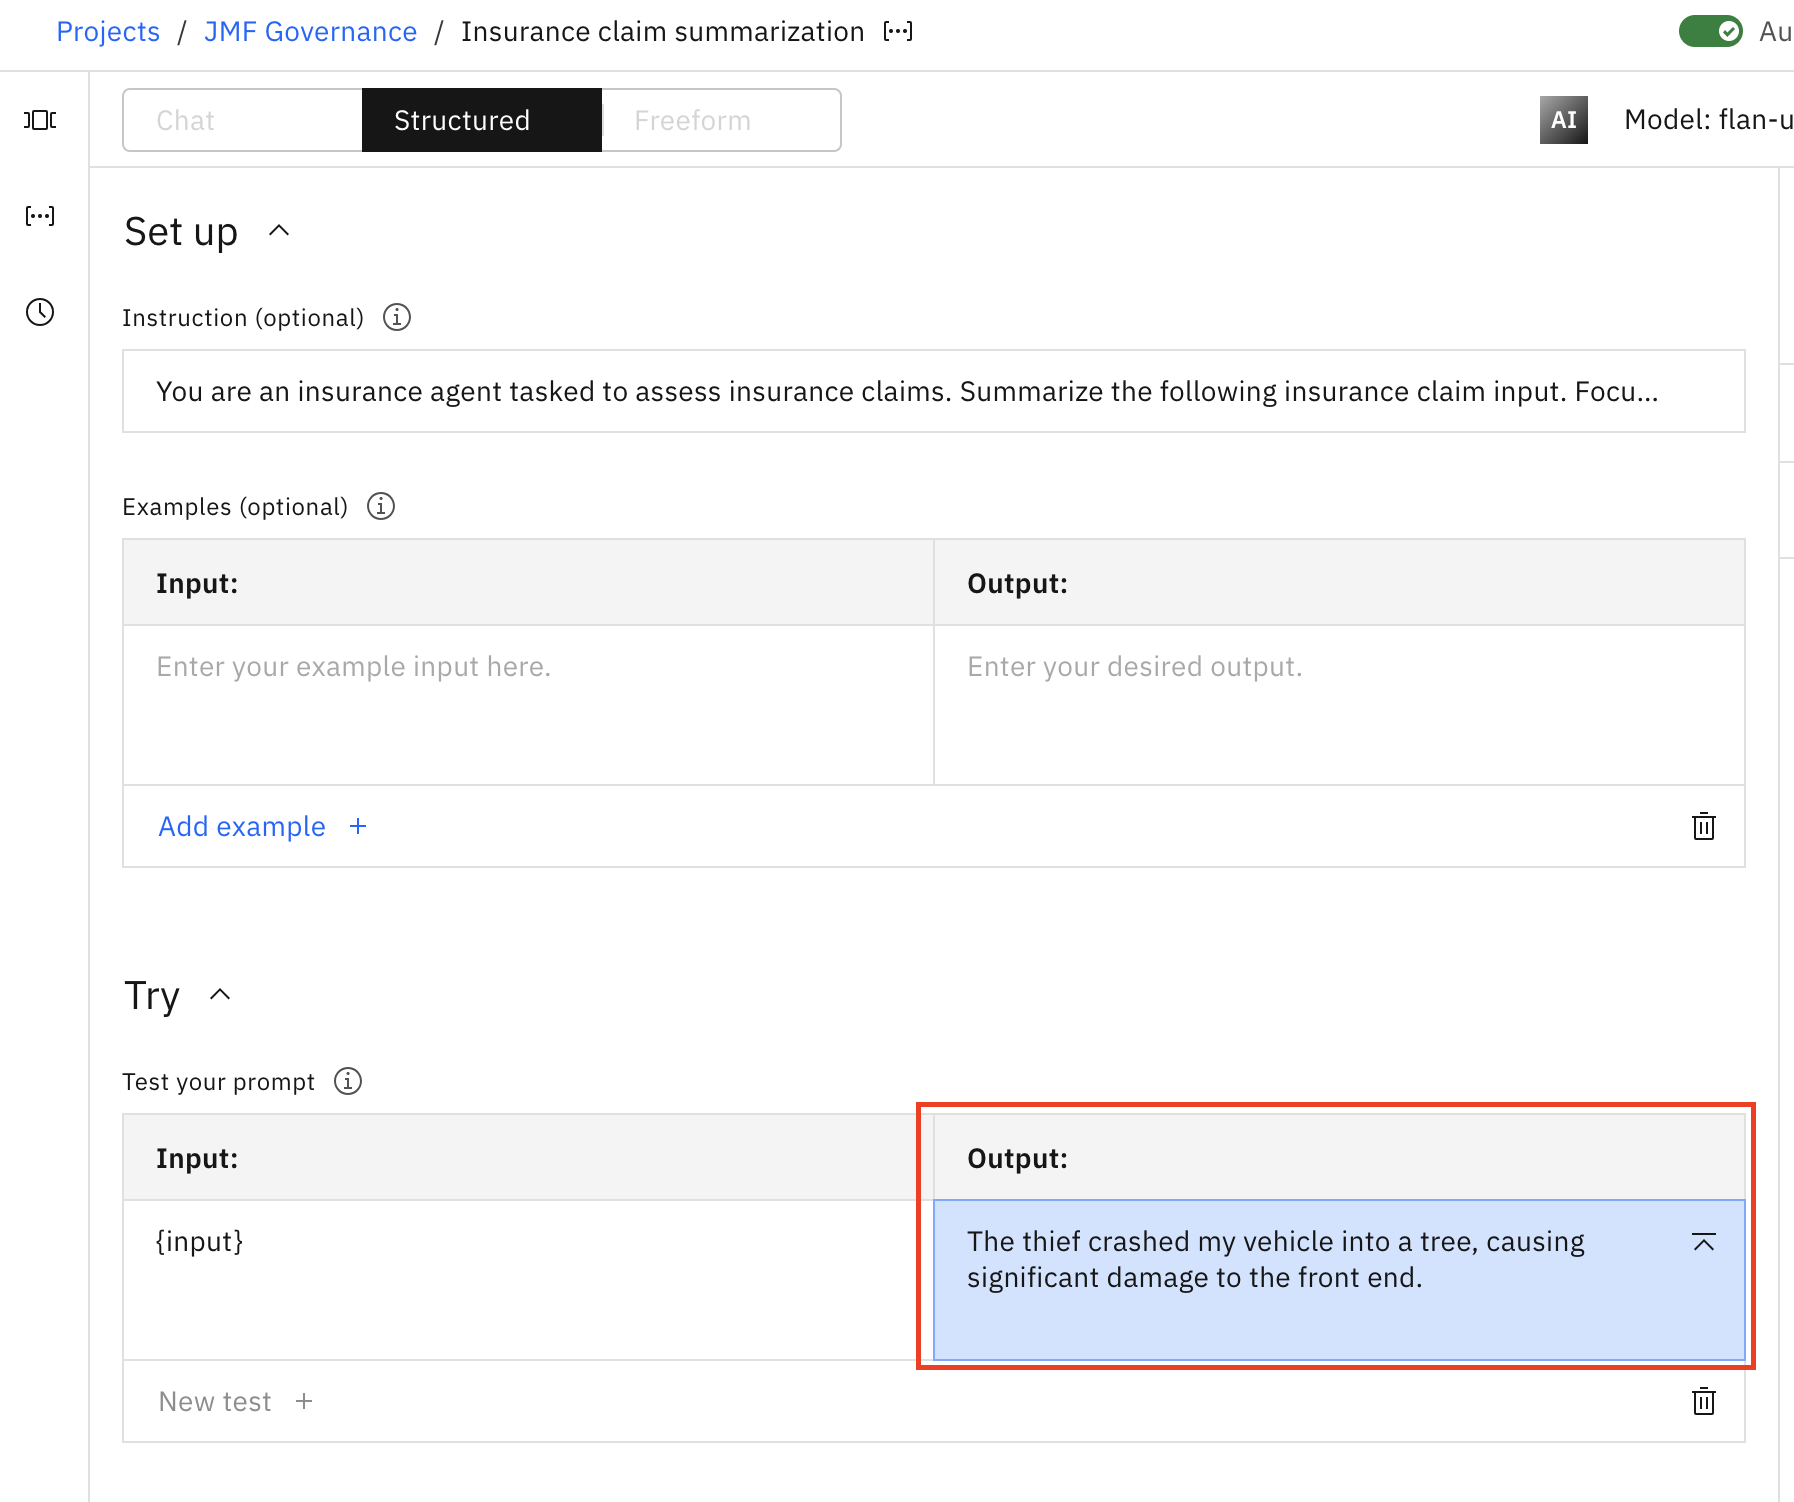 Projects / JMF Governance / Insurance claim summarization [···]
Au
Chat
Structured
Freeform
AI
Model: flan-u
Set up
Instruction (optional)
You are an insurance agent tasked to assess insurance claims. Summarize the following insurance claim input. Focu...
Examples (optional)
Input:
Output:
Enter your example input here.
Enter your desired output.
Add example +
Try
Test your prompt
Input:
Output:
{input}
The thief crashed my vehicle into a tree, causing
significant damage to the front end.
New test +